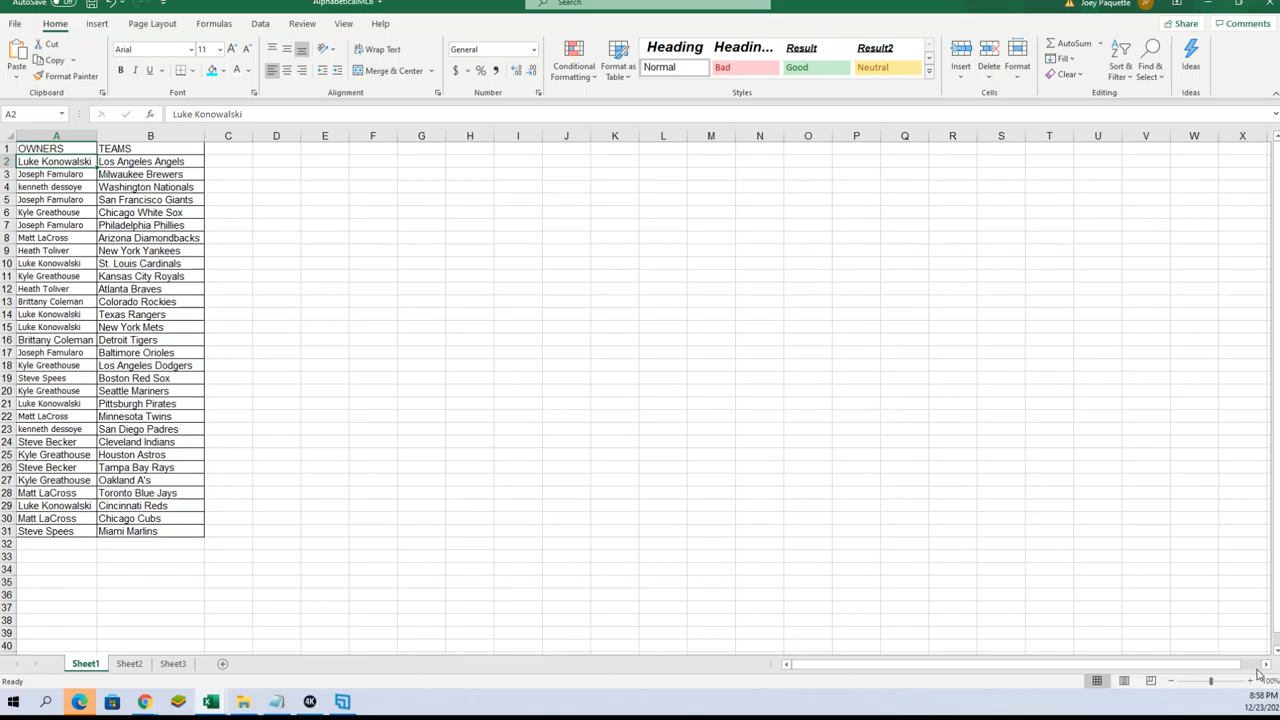 AutoSave Off AlphabeticalMLB Search Joey Paquette JP
File Home Insert Page Layout Formulas Data Review View Help Share Comments
Paste Cut Copy Format Painter Clipboard
Arial 11 A A B I U A Font
Wrap Text Merge & Center Alignment
General $ % Number
Conditional Formatting Format as Table
Heading Headin... Result Result2
Normal Bad Good Neutral Styles
Insert Delete Format Cells
AutoSum Fill Clear Sort & Filter Find & Select Editing
Ideas Ideas
A2 fx Luke Konowalski
A B C D E F G H I J K L M N O P Q R S T U V W X
1 OWNERS TEAMS
2 Luke Konowalski Los Angeles Angels
3 Joseph Famularo Milwaukee Brewers
4 kenneth dessoye Washington Nationals
5 Joseph Famularo San Francisco Giants
6 Kyle Greathouse Chicago White Sox
7 Joseph Famularo Philadelphia Phillies
8 Matt LaCross Arizona Diamondbacks
9 Heath Toliver New York Yankees
10 Luke Konowalski St. Louis Cardinals
11 Kyle Greathouse Kansas City Royals
12 Heath Toliver Atlanta Braves
13 Brittany Coleman Colorado Rockies
14 Luke Konowalski Texas Rangers
15 Luke Konowalski New York Mets
16 Brittany Coleman Detroit Tigers
17 Joseph Famularo Baltimore Orioles
18 Kyle Greathouse Los Angeles Dodgers
19 Steve Spees Boston Red Sox
20 Kyle Greathouse Seattle Mariners
21 Luke Konowalski Pittsburgh Pirates
22 Matt LaCross Minnesota Twins
23 kenneth dessoye San Diego Padres
24 Steve Becker Cleveland Indians
25 Kyle Greathouse Houston Astros
26 Steve Becker Tampa Bay Rays
27 Kyle Greathouse Oakland A's
28 Matt LaCross Toronto Blue Jays
29 Luke Konowalski Cincinnati Reds
30 Matt LaCross Chicago Cubs
31 Steve Spees Miami Marlins
32
33
34
35
36
37
38
39
40
Sheet1 Sheet2 Sheet3
Ready
4K 8:58 PM